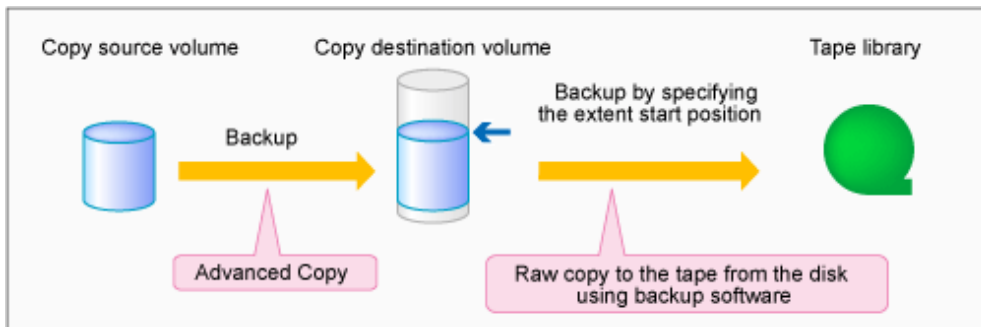 Copy source volume
Copy destination volume
Tape library
Backup
Backup by specifying
the extent start position
Advanced Copy
Raw copy to the tape from the disk
using backup software